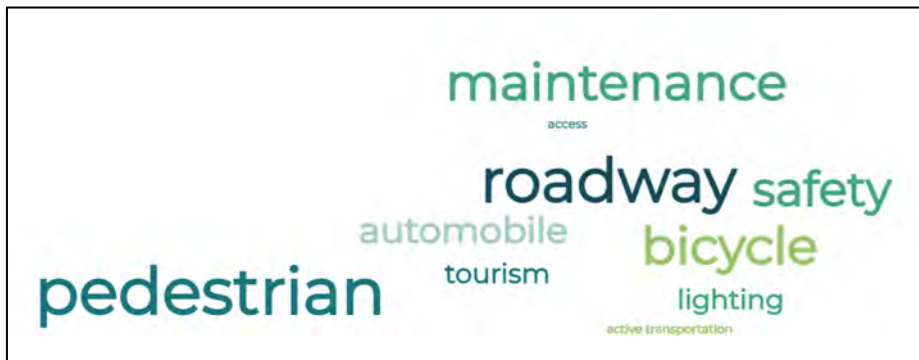 maintenance
access
roadway safety
automobile bicycle
tourism
pedestrian lighting
active transportation